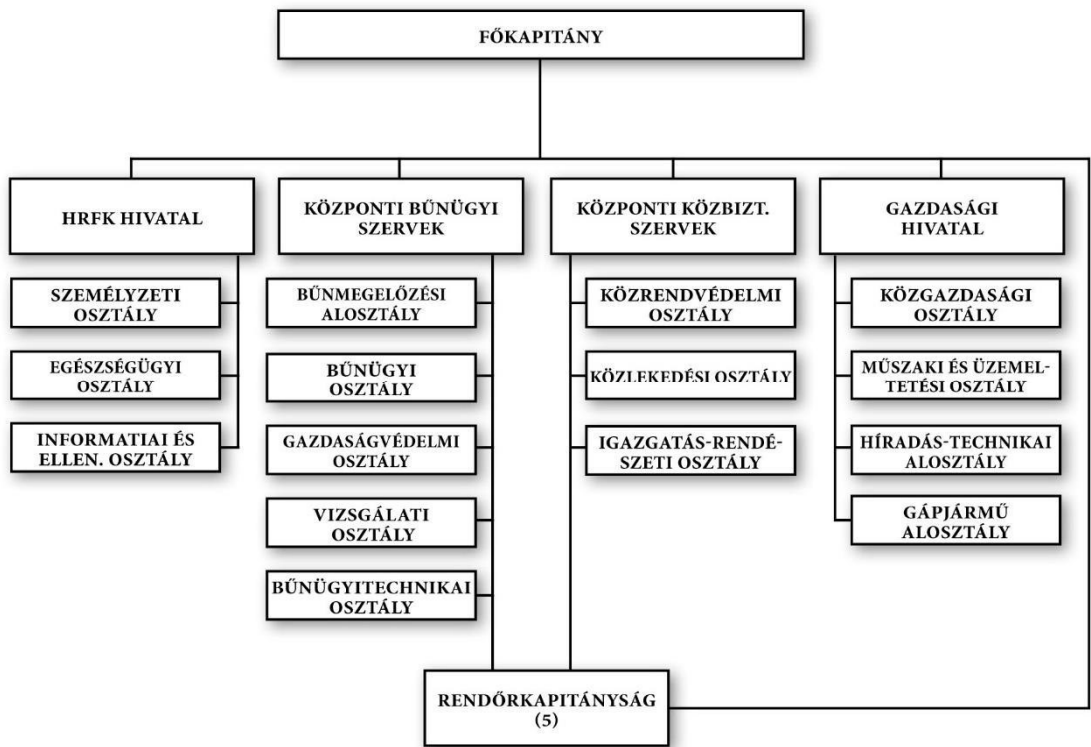 FŐKAPITÁNY
HRFK HIVATAL
SZEMÉLYZETI
OSZTÁLY
EGÉSZSÉGÜGYI
OSZTÁLY
INFORMATIAI ÉS
ELLEN. OSZTÁLY
KÖZPONTI BŰNÜGYI
SZERVEK
BŰNMEGELŐZÉSI
ALOSZTÁLY
BŰNÜGYI
OSZTÁLY
GAZDASÁGVÉDELMI
OSZTÁLY
VIZSGÁLATI
OSZTÁLY
BŰNÜGYITECHNIKAI
OSZTÁLY
KÖZPONTI KÖZBIZT.
SZERVEK
KÖZRENDVÉDELMI
OSZTÁLY
KÖZLEKEDÉSI OSZTÁLY
IGAZGATÁS-RENDÉ-
SZETI OSZTÁLY
GAZDASÁGI
HIVATAL
KÖZGAZDASÁGI
OSZTÁLY
MŰSZAKI ÉS ÜZEMEL-
TETÉSI OSZTÁLY
HÍRADÁS-TECHNIKAI
ALOSZTÁLY
GÁPJÁRMŰ
ALOSZTÁLY
RENDŐRKAPITÁNYSÁG
(5)